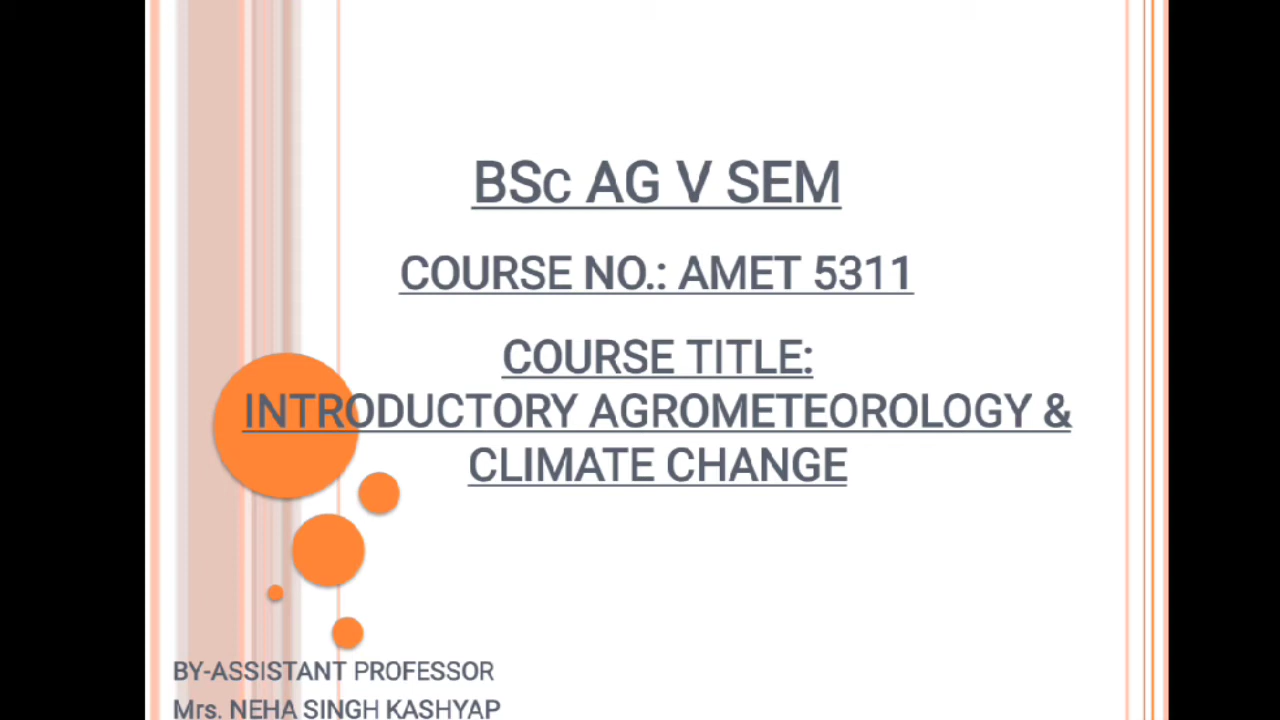 BSc AG V SEM
COURSE NO.: AMET 5311
COURSE TITLE:
INTRODUCTORY AGROMETEOROLOGY &
CLIMATE CHANGE
BY-ASSISTANT PROFESSOR
Mrs. NEHA SINGH KASHYAP